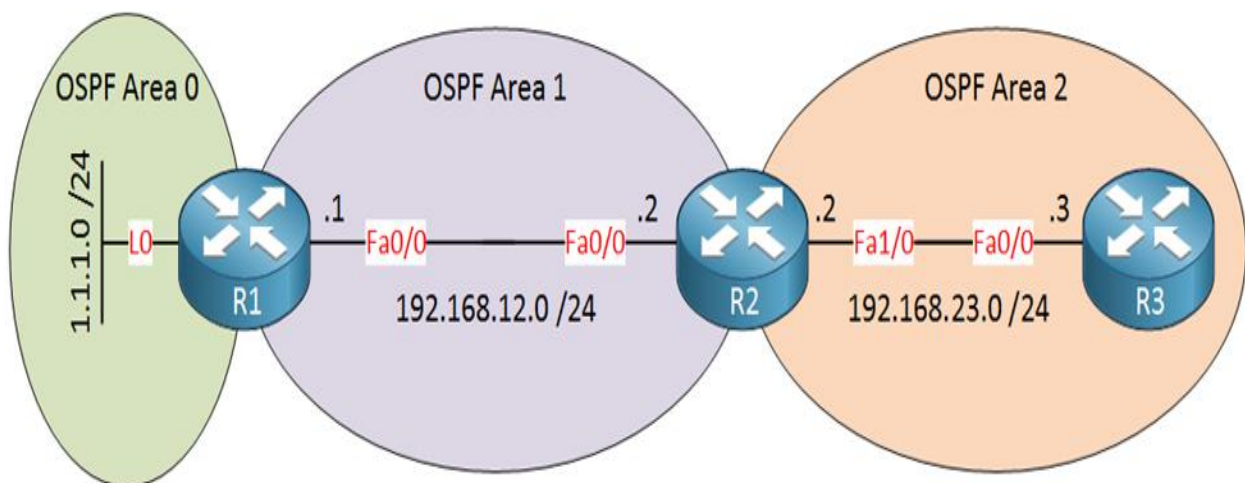 OSPF Area 0
OSPF Area 1
OSPF Area 2
1.1.1.0 /24
L0
R1
.1
Fa0/0
192.168.12.0 /24
Fa0/0
.2
R2
.2
Fa1/0
192.168.23.0 /24
Fa0/0
.3
R3